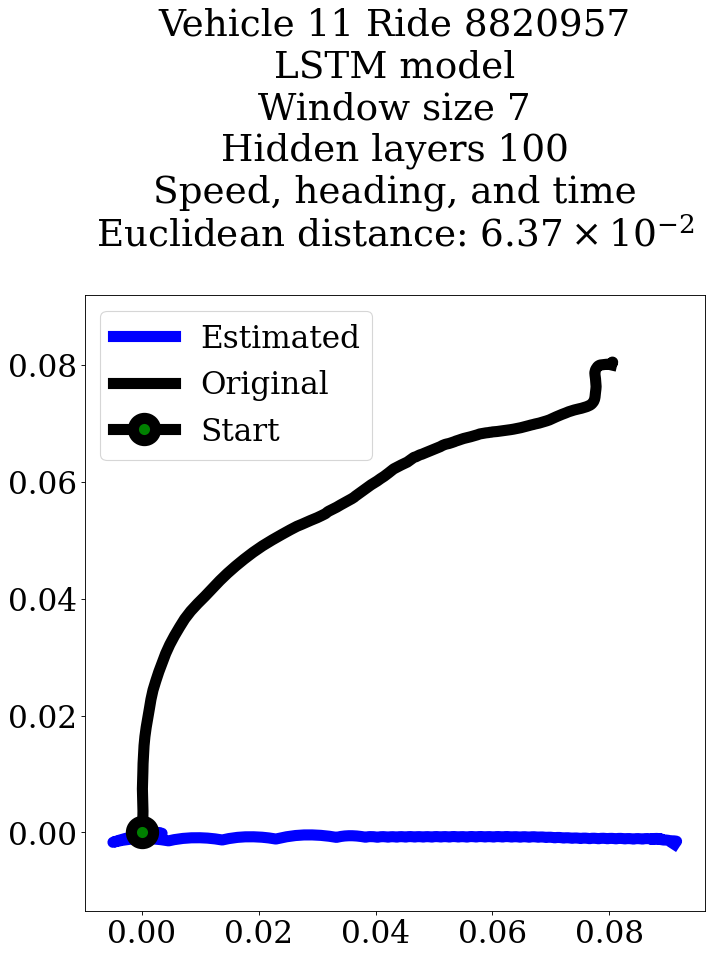 Vehicle 11 Ride 8820957
LSTM model
Window size 7
Hidden layers 100
Speed, heading, and time
Euclidean distance: 6.37 × 10⁻²
Estimated
Original
Start
0.08
0.06
0.04
0.02
0.00
0.00 0.02 0.04 0.06 0.08